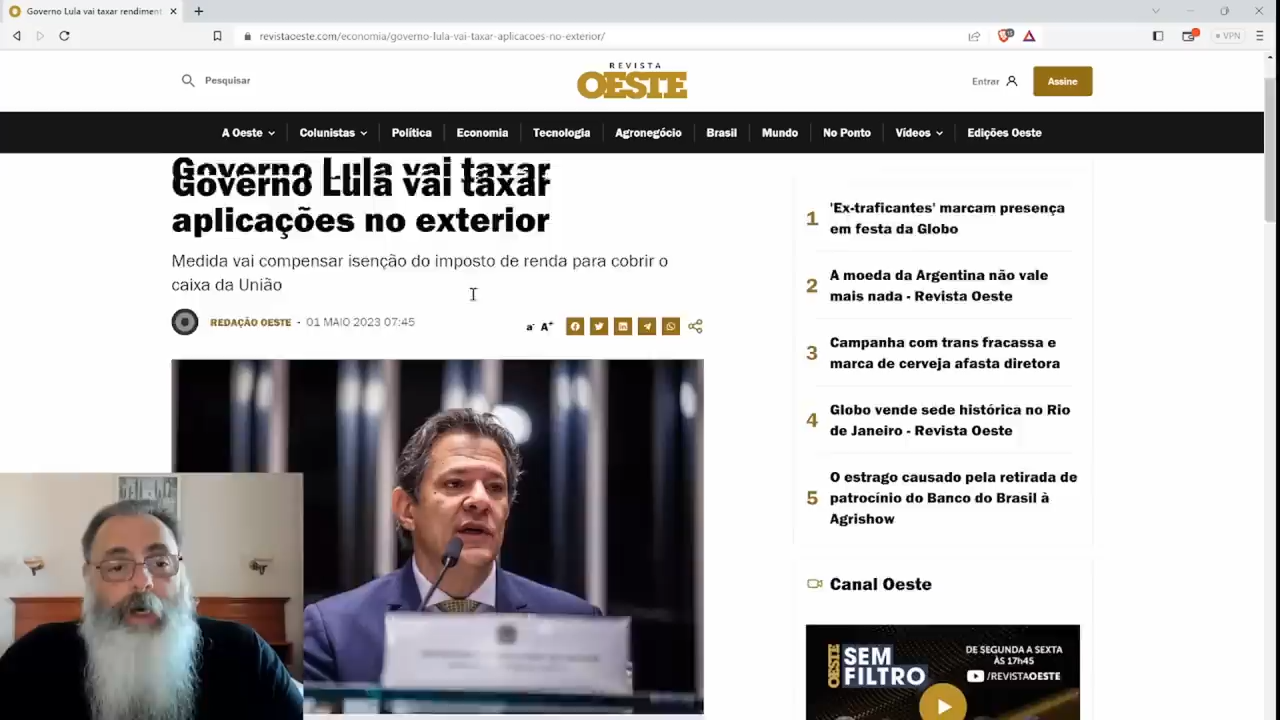 Governo Lula vai taxar rendiment
revistaoeste.com/economia/governo-lula-vai-taxar-aplicacoes-no-exterior/
VPN
Pesquisar
REVISTA
OESTE
Entrar
Assine
A Oeste
Colunistas
Política
Economia
Tecnologia
Agronegócio
Brasil
Mundo
No Ponto
Vídeos
Edições Oeste
Governo Lula vai taxar
Governo Lula vai taxar
aplicações no exterior
Medida vai compensar isenção do imposto de renda para cobrir o
caixa da União
REDAÇÃO OESTE - 01 MAIO 2023 07:45
a- A+
1
'Ex-traficantes' marcam presença
em festa da Globo
2
A moeda da Argentina não vale
mais nada - Revista Oeste
3
Campanha com trans fracassa e
marca de cerveja afasta diretora
4
Globo vende sede histórica no Rio
de Janeiro - Revista Oeste
5
O estrago causado pela retirada de
patrocínio do Banco do Brasil à
Agrishow
Canal Oeste
OESTE
SEM
FILTRO
DE SEGUNDA A SEXTA
ÀS 17h45
/REVISTAOESTE